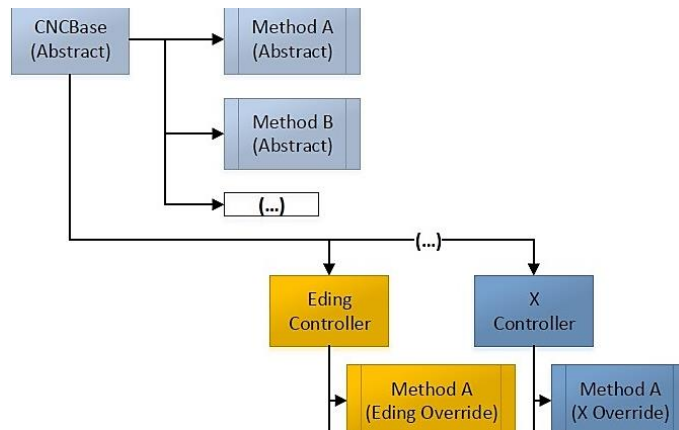 CNCBase
(Abstract)
Method A
(Abstract)
Method B
(Abstract)
(...)
(...)
Eding
Controller
X
Controller
Method A
(Eding Override)
Method A
(X Override)